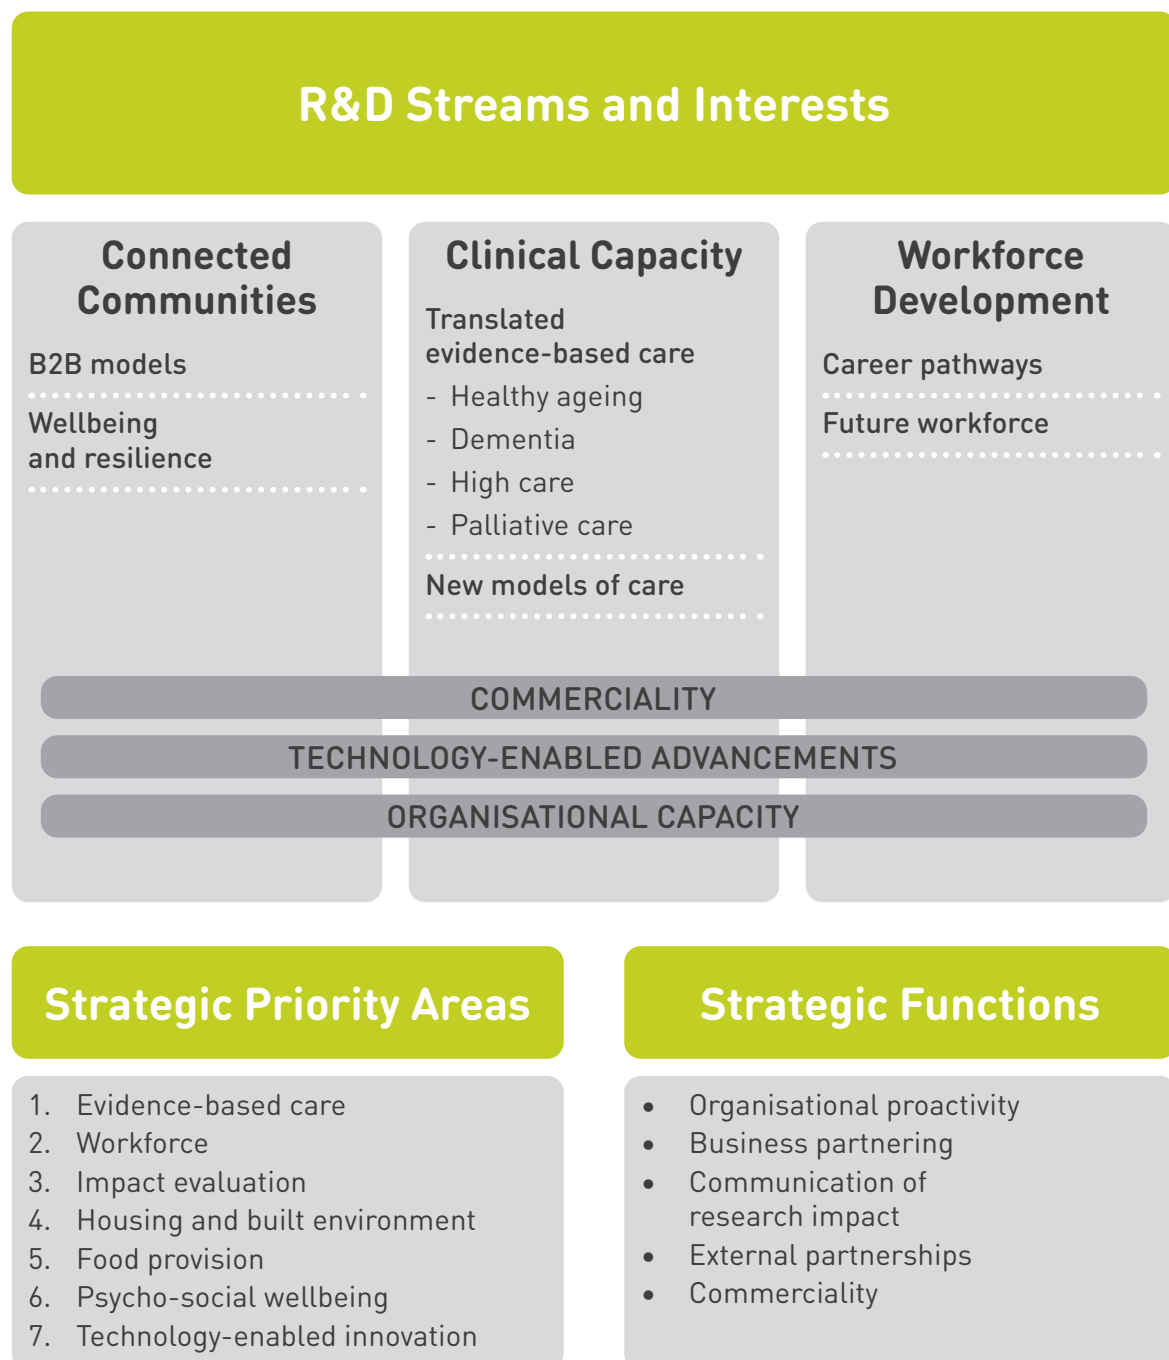 R&D Streams and Interests
Connected
Communities
B2B models
Wellbeing
and resilience
Clinical Capacity
Translated
evidence-based care
- Healthy ageing
- Dementia
- High care
- Palliative care
New models of care
Workforce
Development
Career pathways
Future workforce
COMMERCIALITY
TECHNOLOGY-ENABLED ADVANCEMENTS
ORGANISATIONAL CAPACITY
Strategic Priority Areas
1. Evidence-based care
2. Workforce
3. Impact evaluation
4. Housing and built environment
5. Food provision
6. Psycho-social wellbeing
7. Technology-enabled innovation
Strategic Functions
• Organisational proactivity
• Business partnering
• Communication of
research impact
• External partnerships
• Commerciality